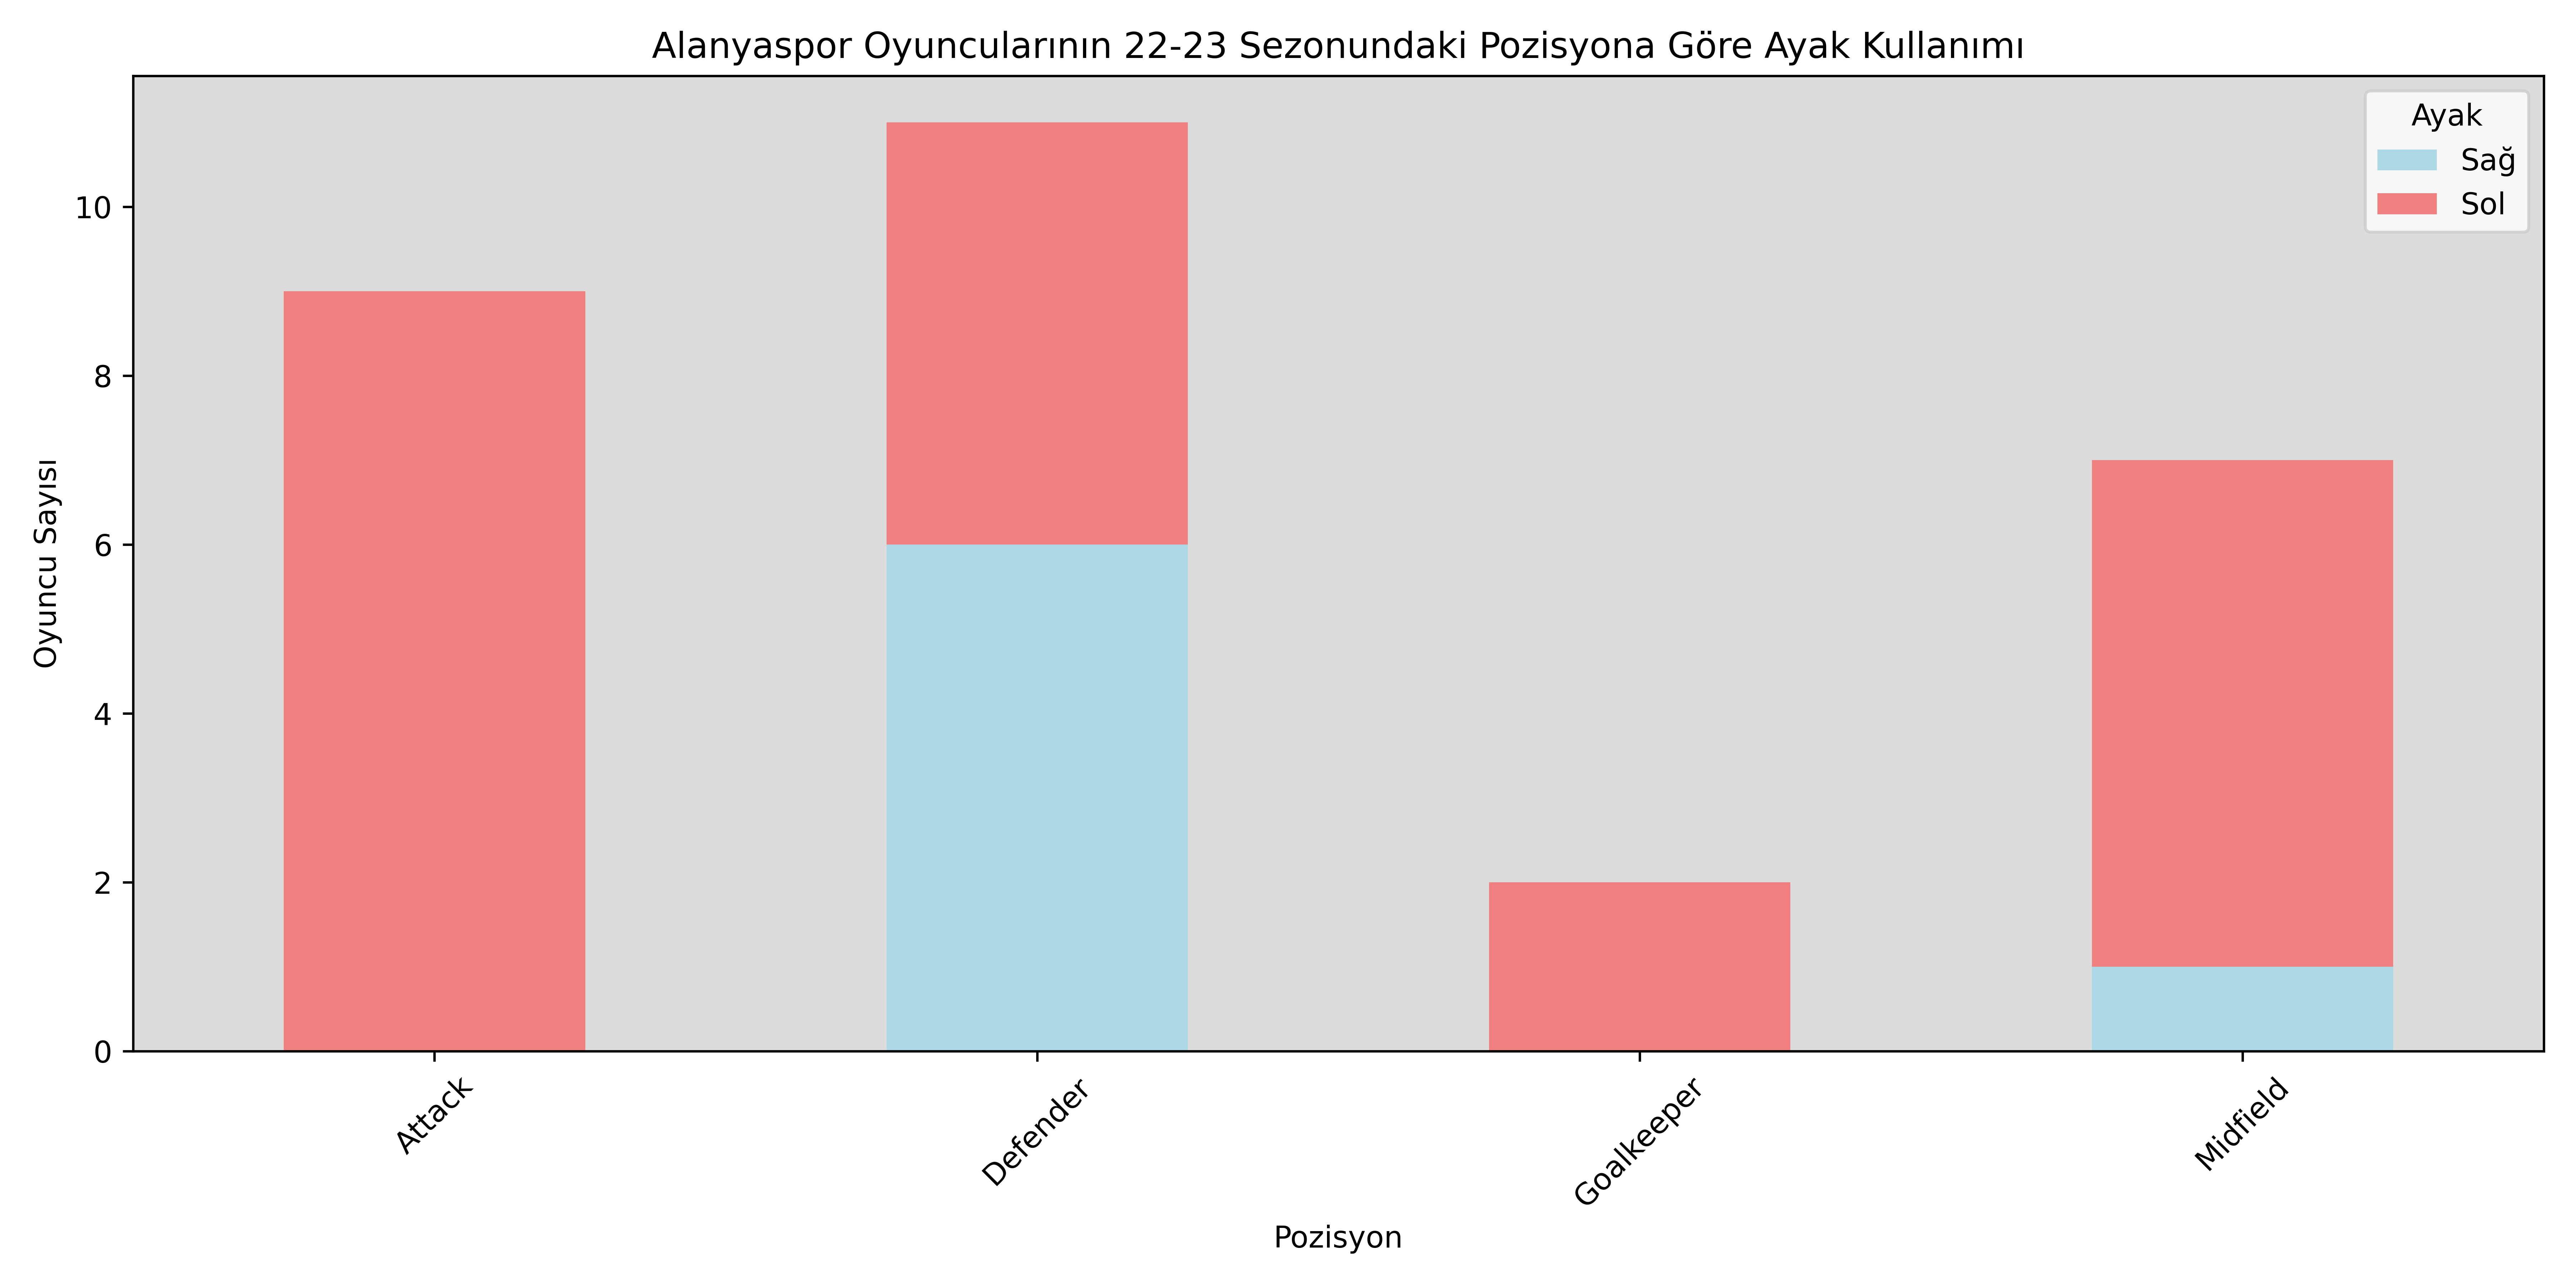 Alanyaspor Oyuncularının 22-23 Sezonundaki Pozisyona Göre Ayak Kullanımı
Ayak
Sağ
Sol
Oyuncu Sayısı
10
8
6
4
2
0
Attack
Defender
Goalkeeper
Midfield
Pozisyon